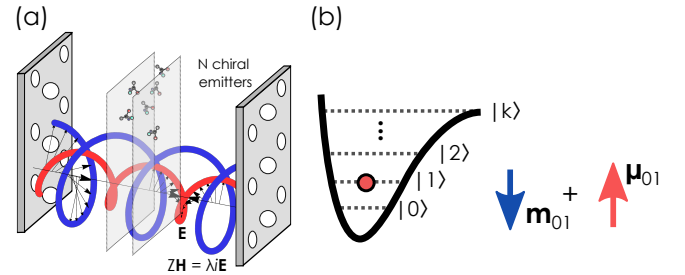 (a)
N chiral
emitters
E
ZH = λiE
(b)
|k⟩
|2⟩
|1⟩
|0⟩
m₀₁
+
μ₀₁